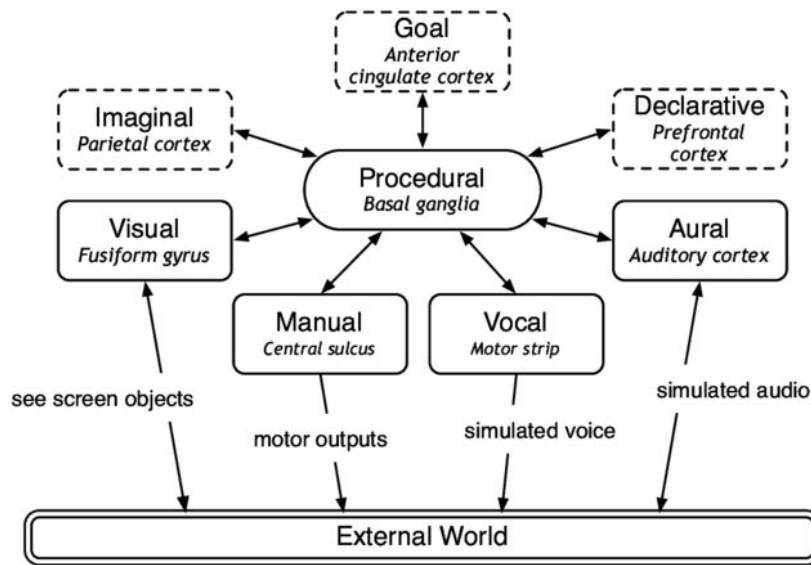 Goal
Anterior
cingulate cortex
Imaginal
Parietal cortex
Declarative
Prefrontal
cortex
Procedural
Basal ganglia
Visual
Fusiform gyrus
Aural
Auditory cortex
Manual
Central sulcus
Vocal
Motor strip
see screen objects
motor outputs
simulated voice
simulated audio
External World